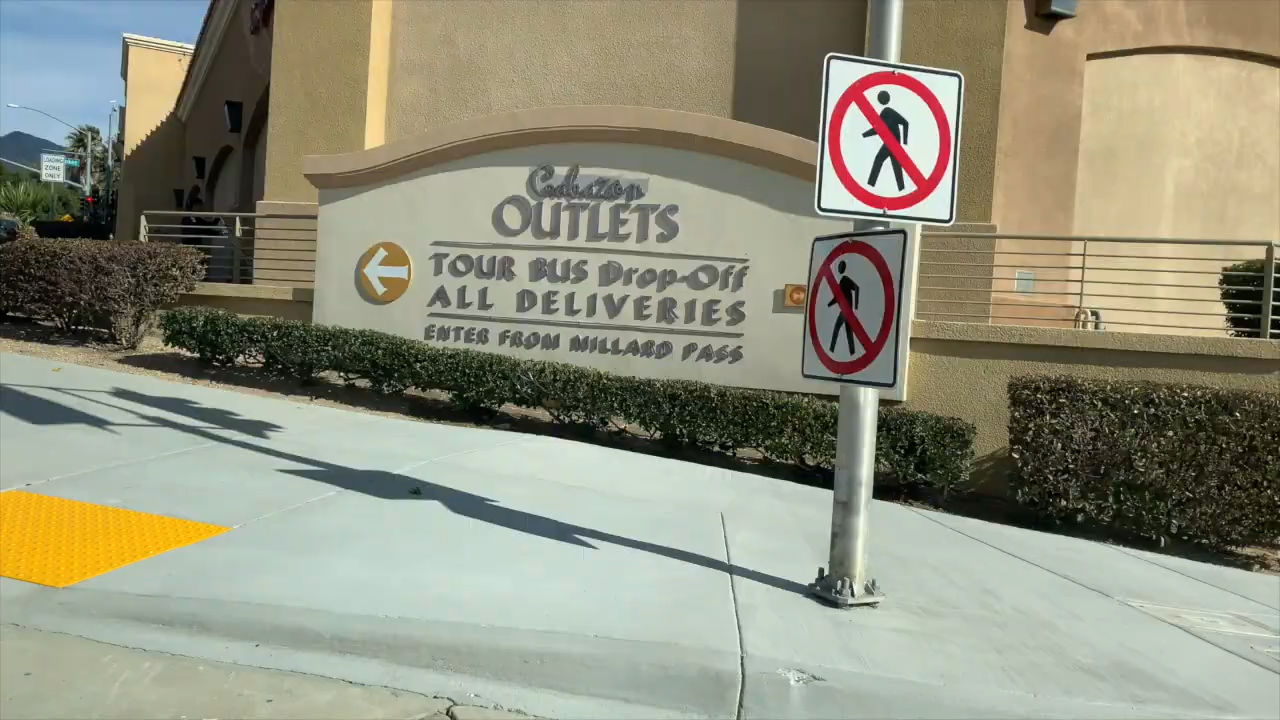 LOADING
ZONE
ONLY
Cabazon
OUTLETS
TOUR BUS Drop-Off
ALL DELIVERIES
ENTER FROM MILLARD PASS